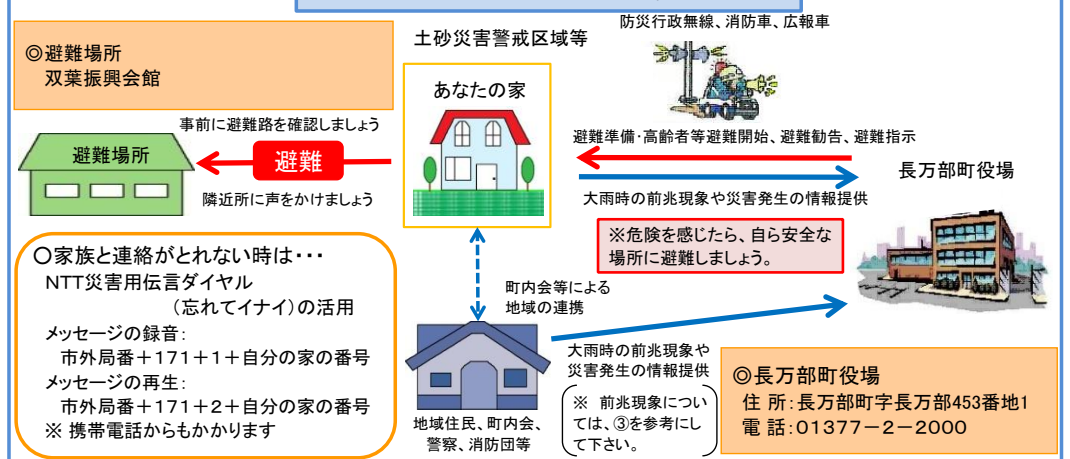 ◎避難場所
双葉振興会館
土砂災害警戒区域等
防災行政無線、消防車、広報車
あなたの家
事前に避難路を確認しましょう
避難場所
避難
隣近所に声をかけましょう
避難準備・高齢者等避難開始、避難勧告、避難指示
大雨時の前兆現象や災害発生の情報提供
長万部町役場
※危険を感じたら、自ら安全な
場所に避難しましょう。
○家族と連絡がとれない時は・・・
NTT災害用伝言ダイヤル
(忘れてイナイ)の活用
メッセージの録音:
市外局番+171+1+自分の家の番号
メッセージの再生:
市外局番+171+2+自分の家の番号
※ 携帯電話からもかかります
町内会等による
地域の連携
地域住民、町内会、
警察、消防団等
大雨時の前兆現象や
災害発生の情報提供
※ 前兆現象につい
ては、③を参考にし
て下さい。
◎長万部町役場
住 所:長万部町字長万部453番地1
電 話:01377-2-2000